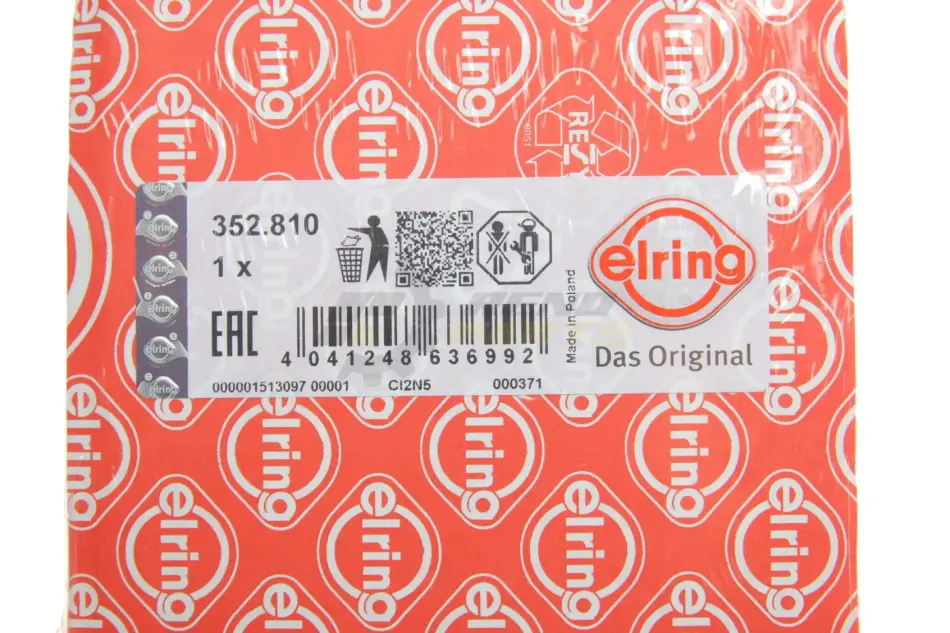 352.810
1 x
EAC
4 041248 636992
Made in Poland
000001513097 00001 CI2N5 000371
elring
Das Original